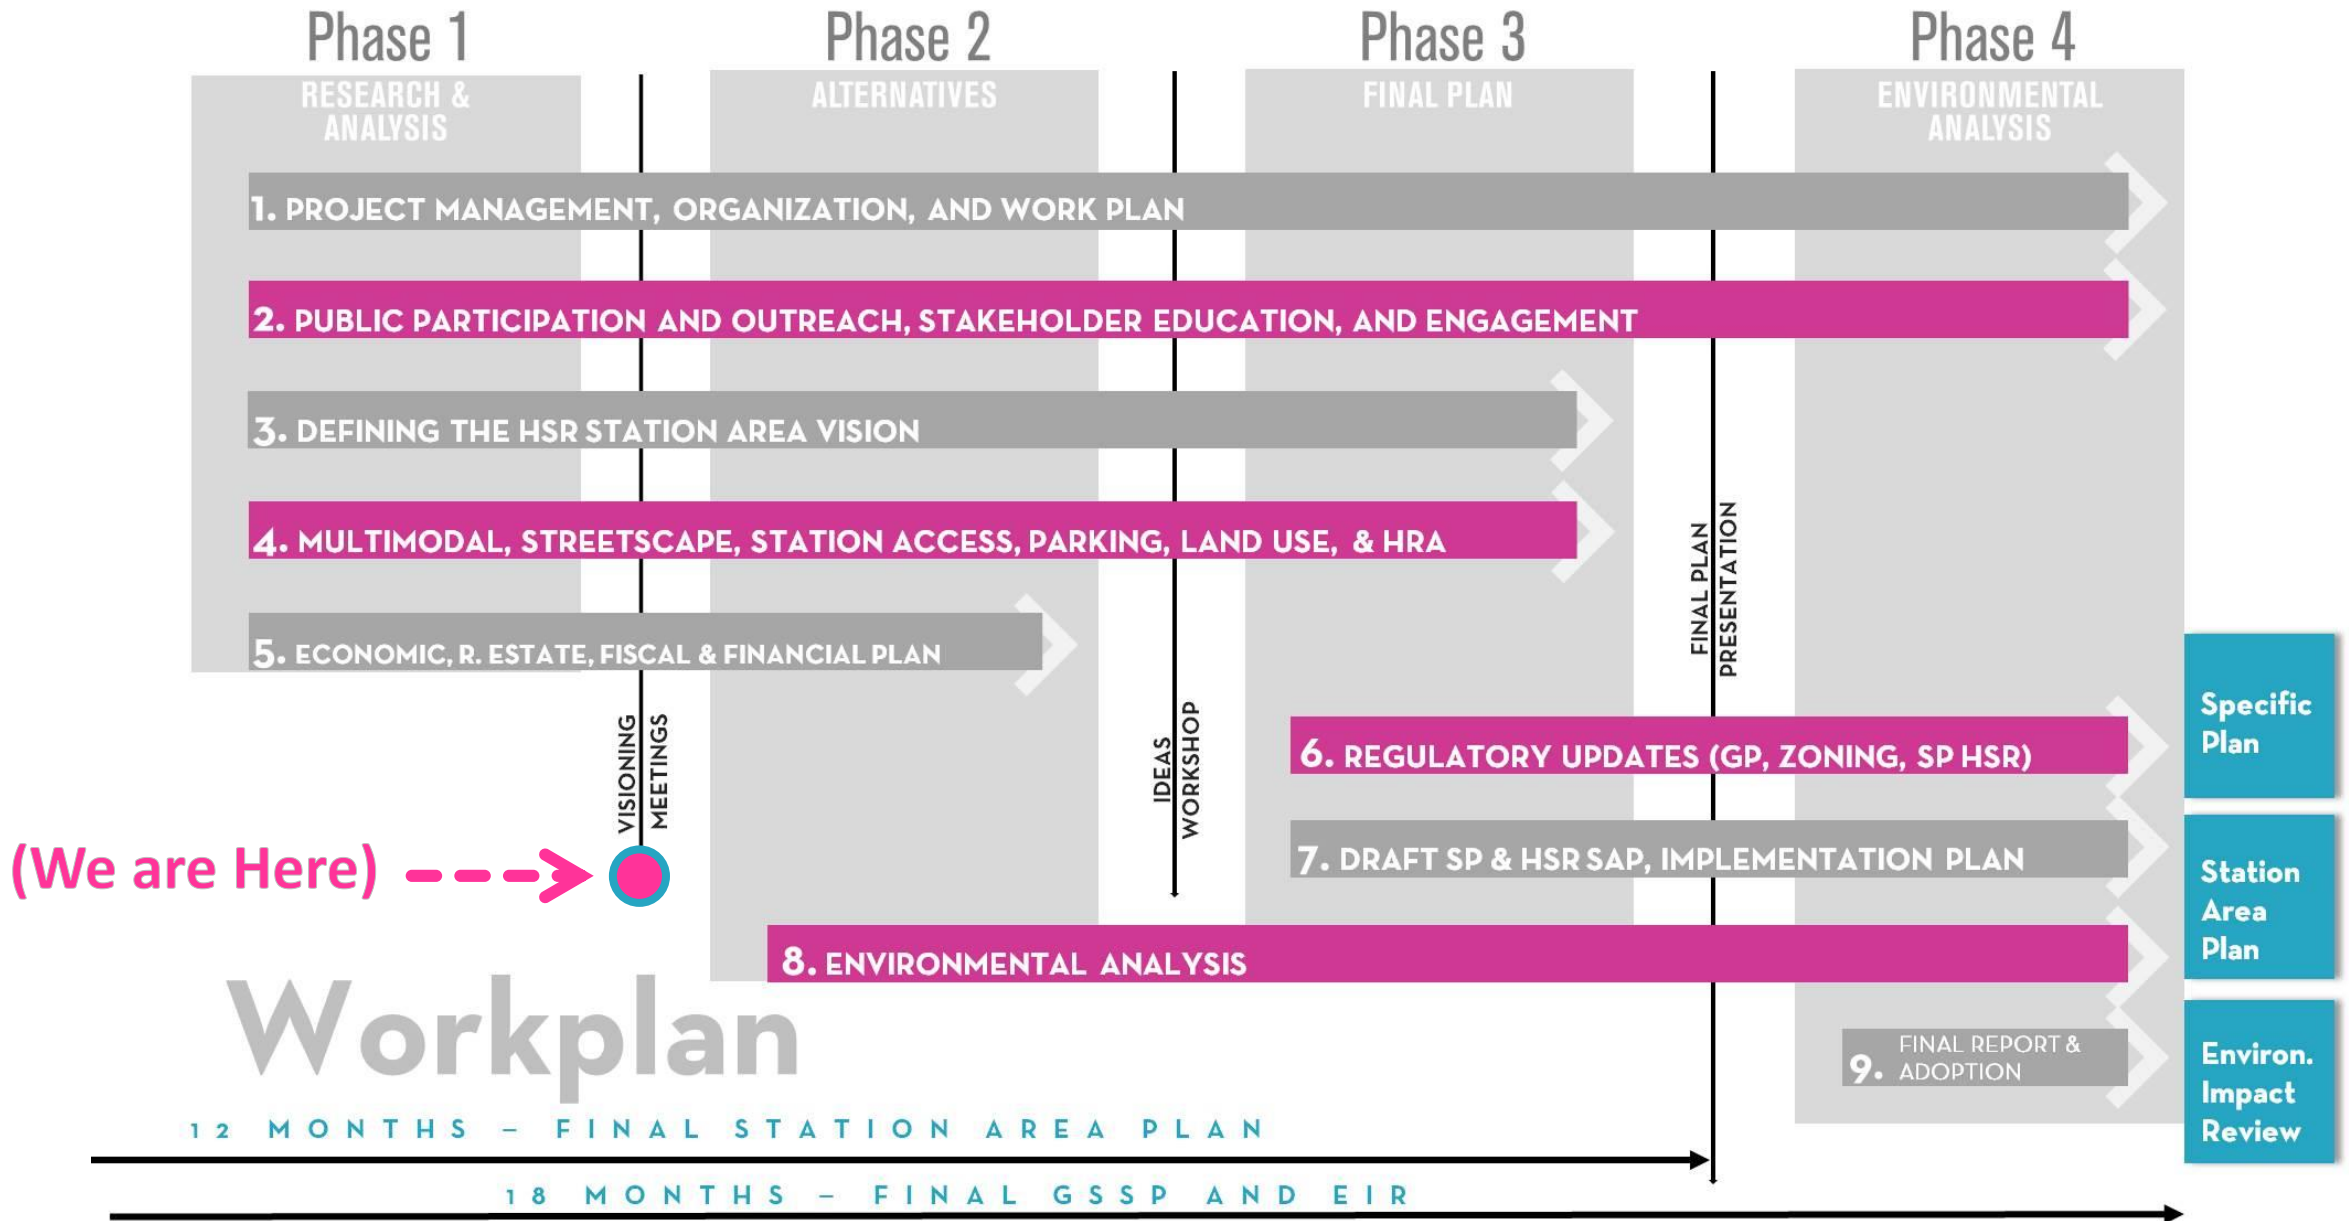 Phase 1
Phase 2
Phase 3
Phase 4
RESEARCH &
ANALYSIS
ALTERNATIVES
FINAL PLAN
ENVIRONMENTAL
ANALYSIS
1. PROJECT MANAGEMENT, ORGANIZATION, AND WORK PLAN
2. PUBLIC PARTICIPATION AND OUTREACH, STAKEHOLDER EDUCATION, AND ENGAGEMENT
3. DEFINING THE HSR STATION AREA VISION
4. MULTIMODAL, STREETSCAPE, STATION ACCESS, PARKING, LAND USE, & HRA
5. ECONOMIC, R. ESTATE, FISCAL & FINANCIAL PLAN
VISIONING
MEETINGS
IDEAS
WORKSHOP
FINAL PLAN
PRESENTATION
6. REGULATORY UPDATES (GP, ZONING, SP HSR)
7. DRAFT SP & HSR SAP, IMPLEMENTATION PLAN
(We are Here)
8. ENVIRONMENTAL ANALYSIS
9. FINAL REPORT &
ADOPTION
Specific
Plan
Station
Area
Plan
Environ.
Impact
Review
Workplan
12 MONTHS – FINAL STATION AREA PLAN
18 MONTHS – FINAL GSSP AND EIR